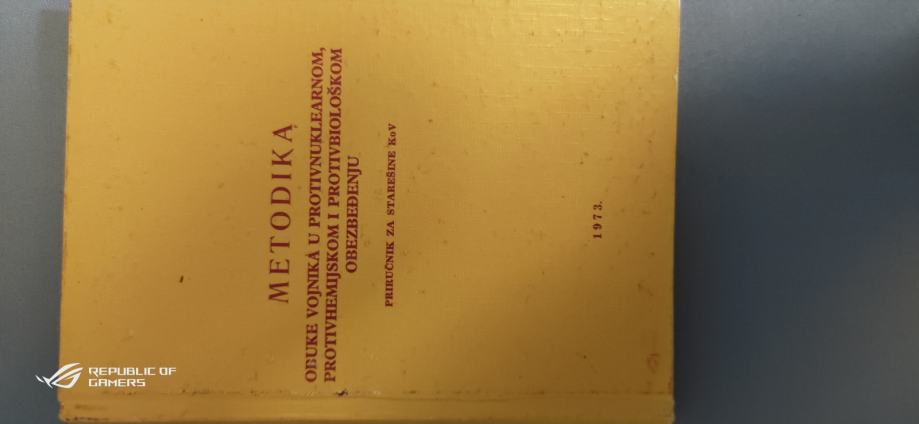 METODIKA
OBUKE VOJNIKA U PROTIVNUKLEARNOM,
PROTIVHEMIJSKOM I PROTIVBIOLOŠKOM
OBEZBEĐENJU
PRIRUČNIK ZA STAREŠINE KoV
1973.
REPUBLIC OF
GAMERS